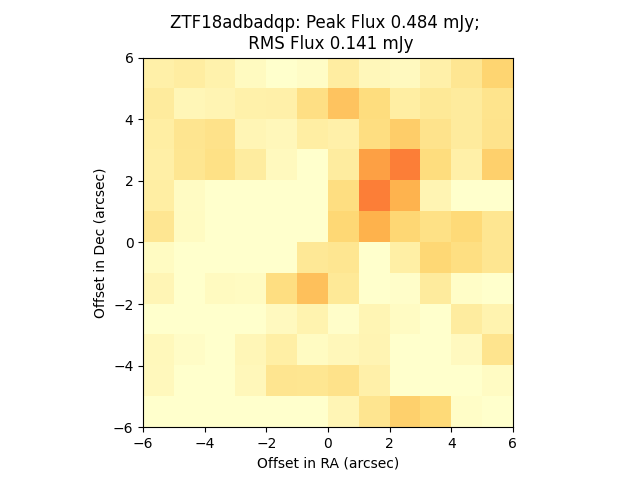 ZTF18adbadqp: Peak Flux 0.484 mJy;
RMS Flux 0.141 mJy
6
4
2
0
−2
−4
−6
Offset in Dec (arcsec)
−6 −4 −2 0 2 4 6
Offset in RA (arcsec)